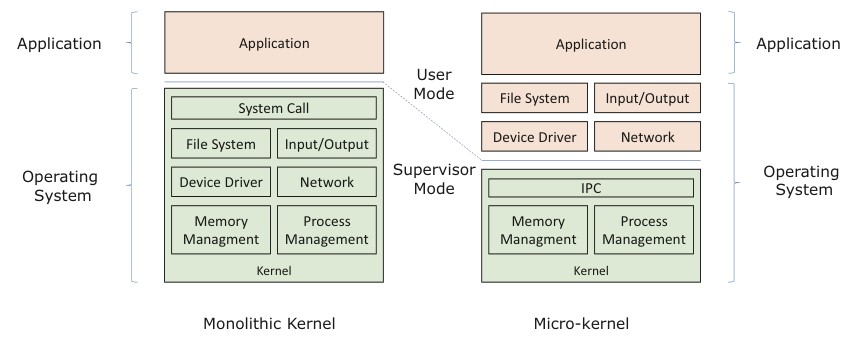 Application
Application
User
Mode
Application
Application
System Call
File System
Input/Output
Device Driver
Network
Memory
Managment
Process
Management
Kernel
Operating
System
Supervisor
Mode
File System
Input/Output
Device Driver
Network
IPC
Memory
Managment
Process
Management
Kernel
Operating
System
Monolithic Kernel
Micro-kernel